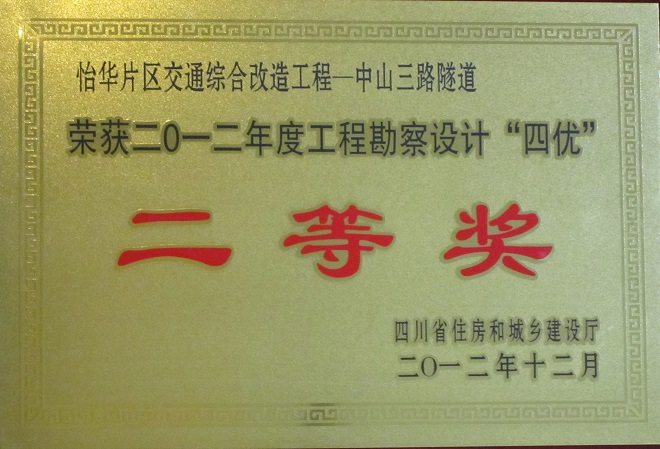 怡华片区交通综合改造工程—中山三路隧道
荣获二〇一二年度工程勘察设计“四优”
二等奖
四川省住房和城乡建设厅
二〇一二年十二月